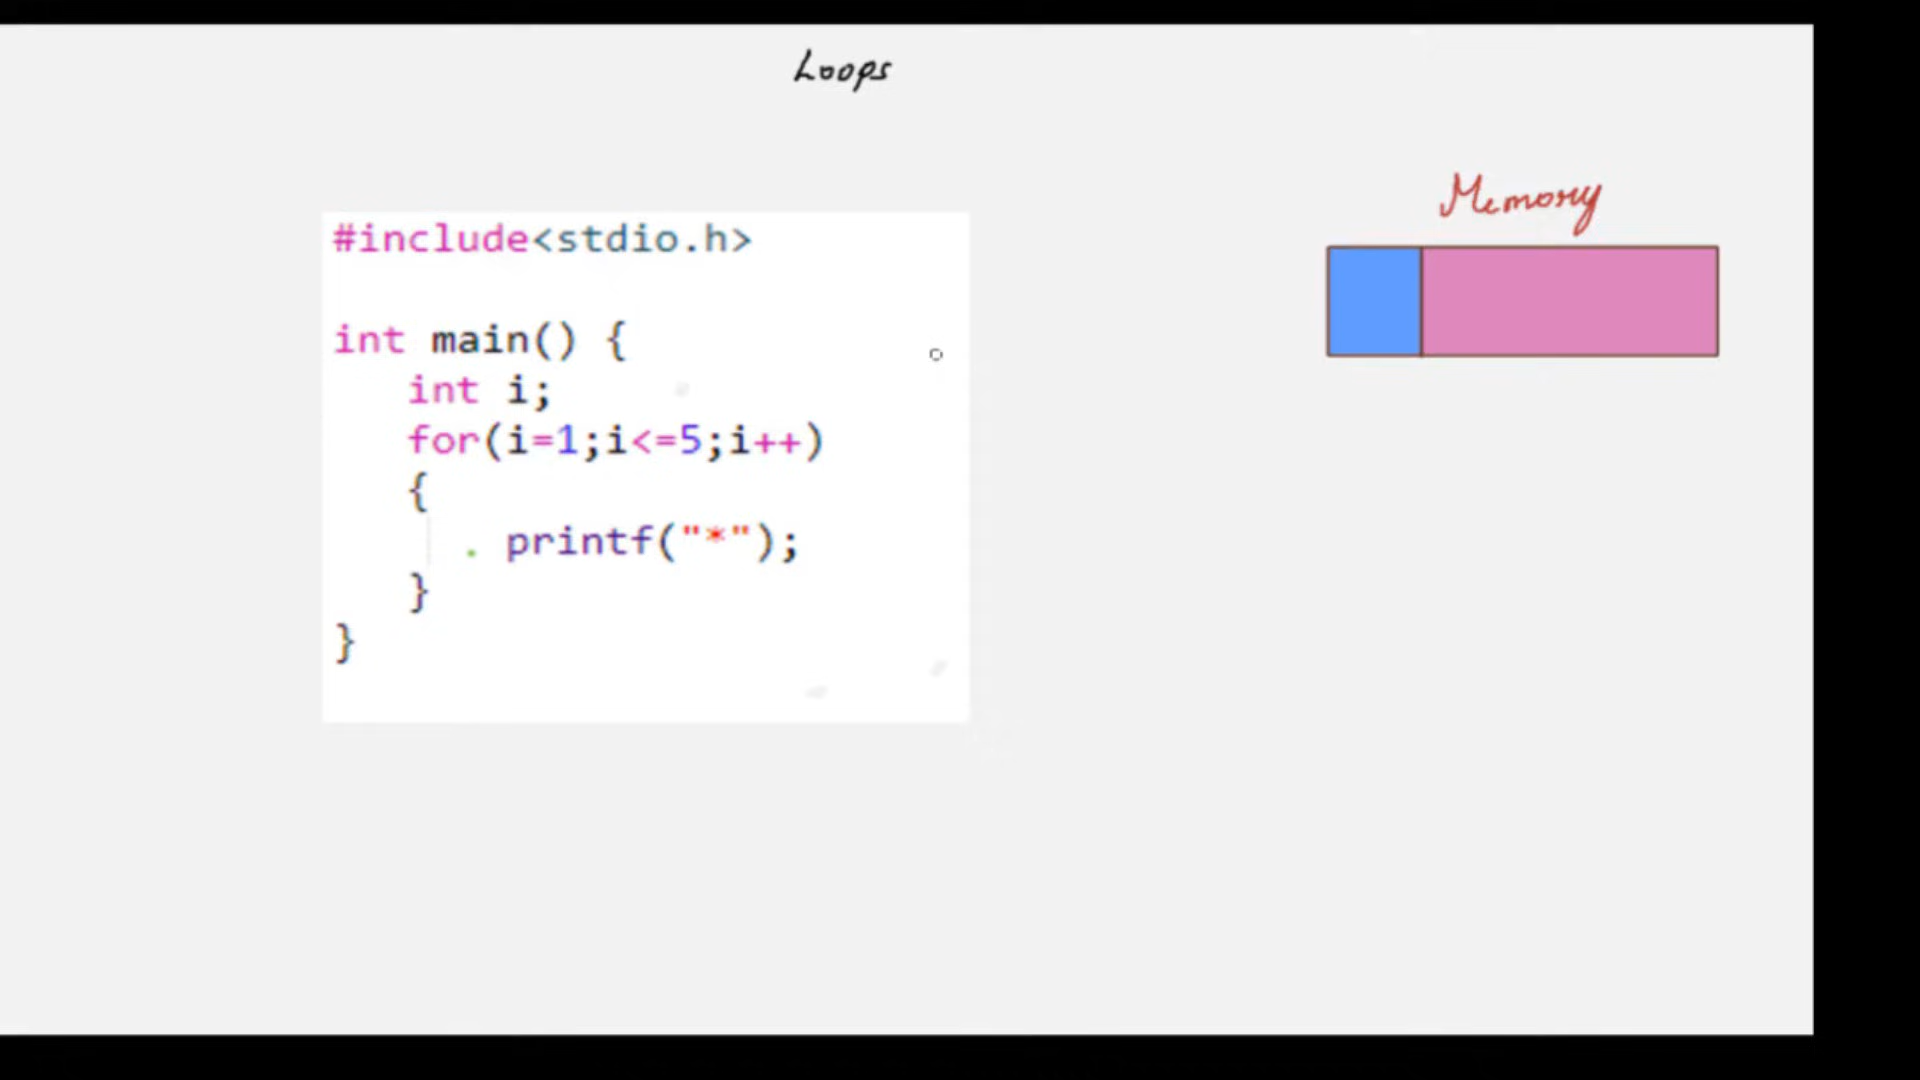 Loops
Memory
#include<stdio.h>
int main() {
int i;
for(i=1;i<=5;i++)
{
. printf("*");
}
}